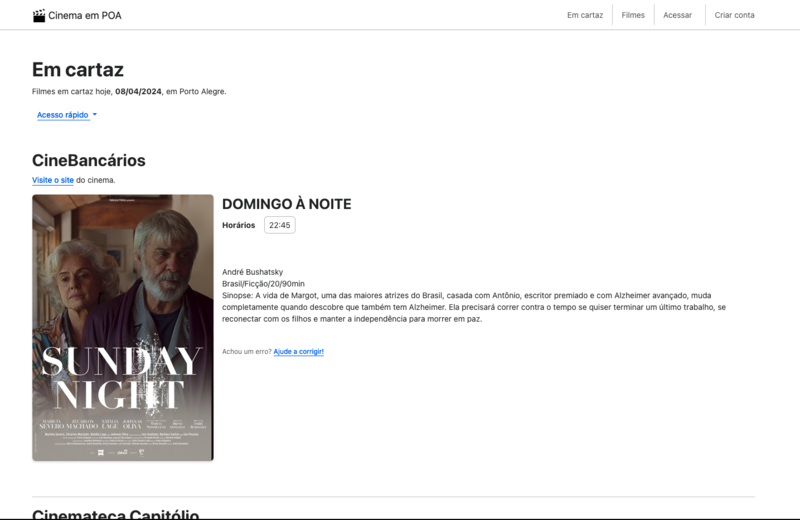 Cinema em POA
Em cartaz
Filmes
Acessar
Criar conta
Em cartaz
Filmes em cartaz hoje, 08/04/2024, em Porto Alegre.
Acesso rápido
CineBancários
Visite o site do cinema.
DOMINGO À NOITE
Horários 22:45
André Bushatsky
Brasil/Ficção/20/90min
Sinopse: A vida de Margot, uma das maiores atrizes do Brasil, casada com Antônio, escritor premiado e com Alzheimer avançado, muda
completamente quando descobre que também tem Alzheimer. Ela precisará correr contra o tempo se quiser terminar um último trabalho, se
reconectar com os filhos e manter a independência para morrer em paz.
Achou um erro? Ajude a corrigir!
SUNDAY
NIGHT
Cinemateca Capitólio